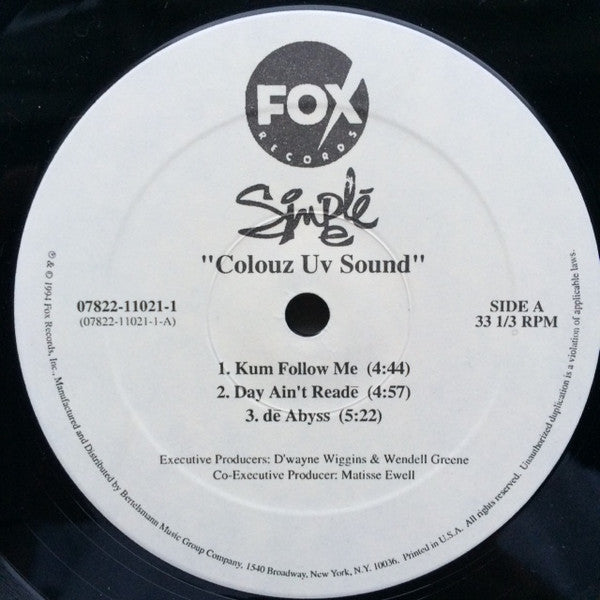 FOX
RECORDS
Simplé
E
"Colouz Uv Sound"
07822-11021-1
(07822-11021-1-A)
SIDE A
33 1/3 RPM
1. Kum Follow Me (4:44)
2. Day Ain't Readē (4:57)
3. dē Abyss (5:22)
Executive Producers: D'wayne Wiggins & Wendell Greene
Co-Executive Producer: Matisse Ewell
℗ & © 1994 Fox Records, Inc., Manufactured and Distributed by Bertelsmann Music Group Company, 1540 Broadway, New York, N.Y. 10036. Printed in U.S.A. All rights reserved. Unauthorized duplication is a violation of applicable laws.